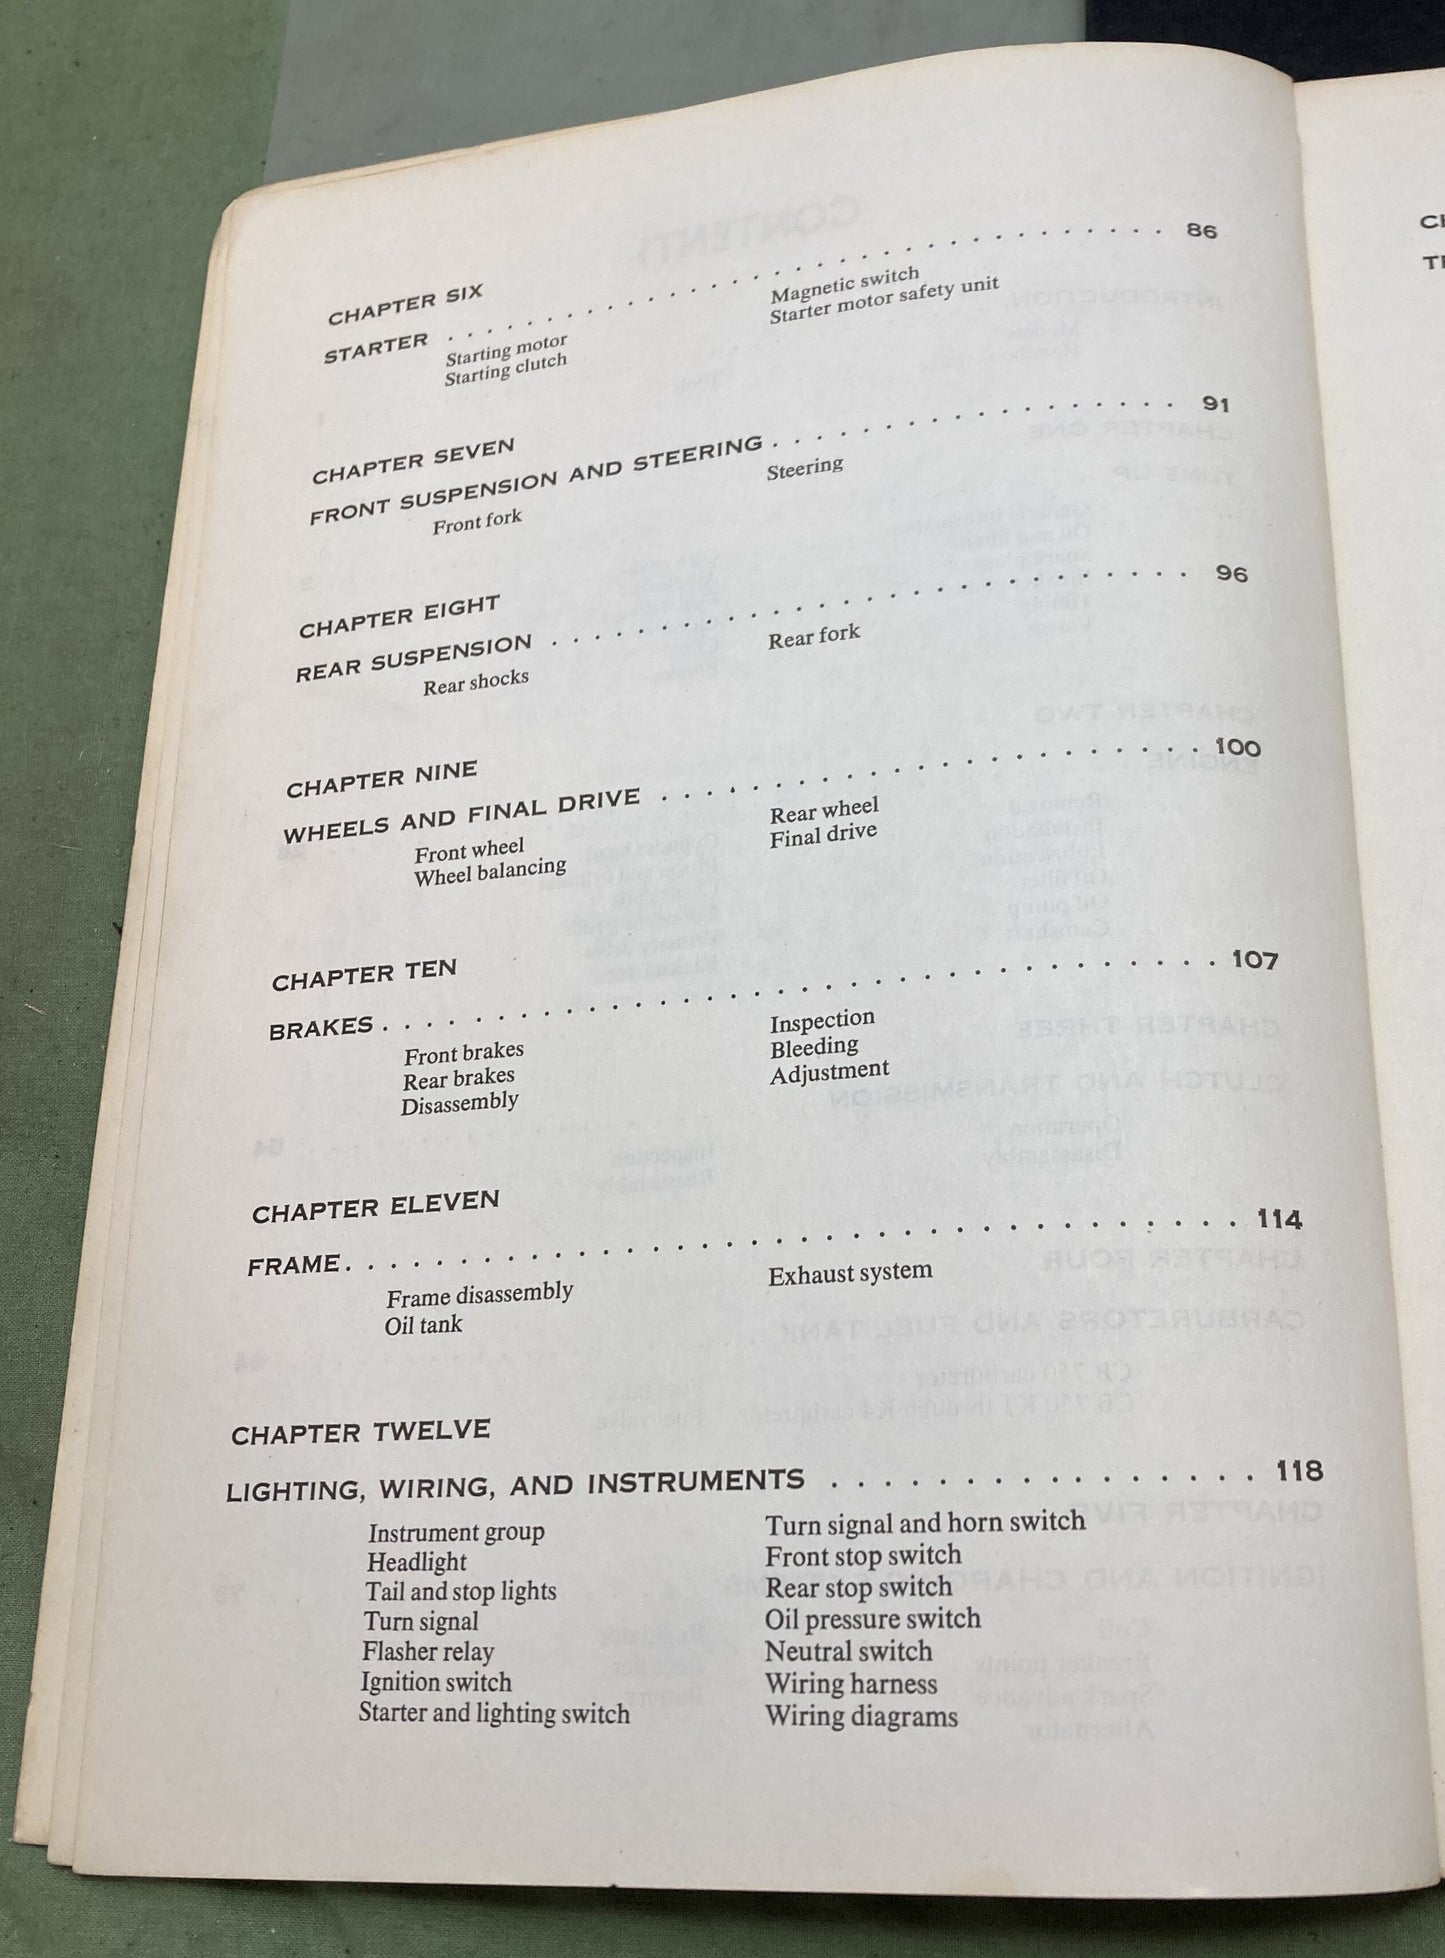 CHAPTER SIX
STARTER . . . . . . . . . . . . . . . . . . . . . . . . . . . . . . 86
Starting motor
Starting clutch
Magnetic switch
Starter motor safety unit
CHAPTER SEVEN
FRONT SUSPENSION AND STEERING . . . . . . . . . . . . . . . . . . 91
Front fork
Steering
CHAPTER EIGHT
REAR SUSPENSION . . . . . . . . . . . . . . . . . . . . . . . . . . 96
Rear shocks
Rear fork
CHAPTER NINE
WHEELS AND FINAL DRIVE . . . . . . . . . . . . . . . . . . . . . . 100
Front wheel
Wheel balancing
Rear wheel
Final drive
CHAPTER TEN
BRAKES . . . . . . . . . . . . . . . . . . . . . . . . . . . . . . . 107
Front brakes
Rear brakes
Disassembly
Inspection
Bleeding
Adjustment
CHAPTER ELEVEN
FRAME . . . . . . . . . . . . . . . . . . . . . . . . . . . . . . . . 114
Frame disassembly
Oil tank
Exhaust system
CHAPTER TWELVE
LIGHTING, WIRING, AND INSTRUMENTS . . . . . . . . . . . . . . . . 118
Instrument group
Headlight
Tail and stop lights
Turn signal
Flasher relay
Ignition switch
Starter and lighting switch
Turn signal and horn switch
Front stop switch
Rear stop switch
Oil pressure switch
Neutral switch
Wiring harness
Wiring diagrams